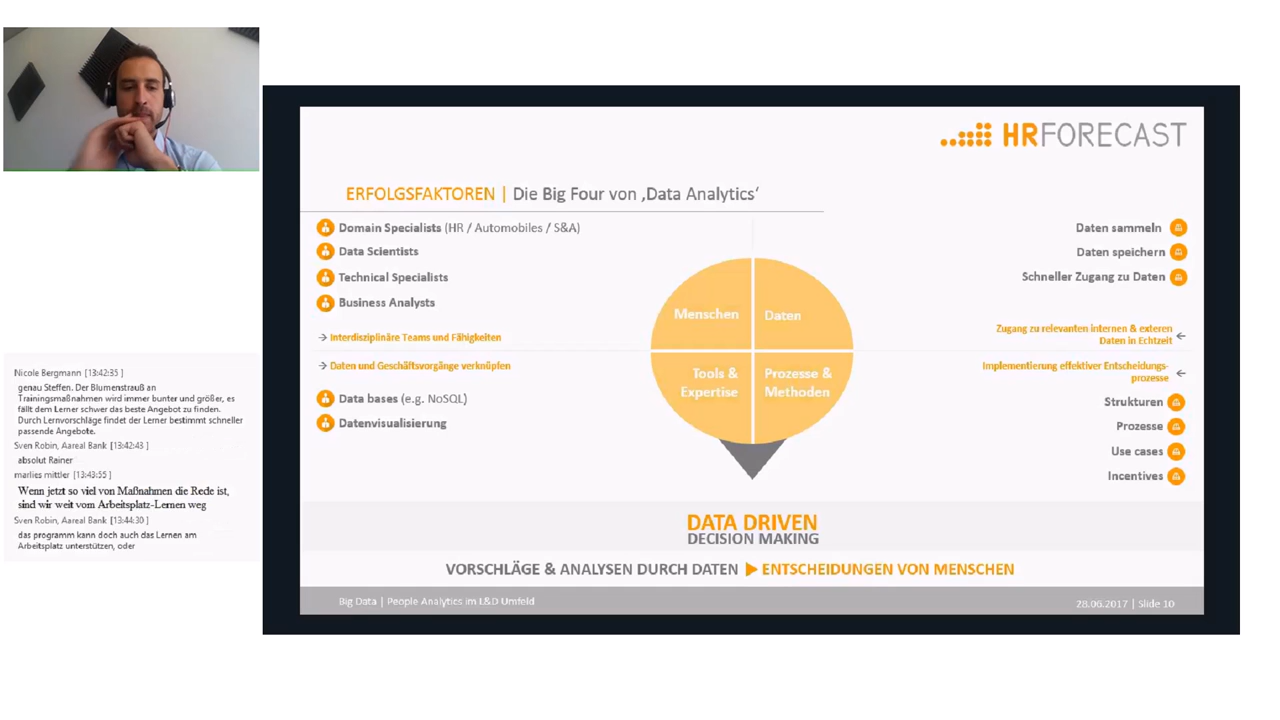 HRFORECAST
ERFOLGSFAKTOREN | Die Big Four von ‚Data Analytics‘
Domain Specialists (HR / Automobiles / S&A)
Data Scientists
Technical Specialists
Business Analysts
→ Interdisziplinäre Teams und Fähigkeiten
→ Daten und Geschäftsvorgänge verknüpfen
Data bases (e.g. NoSQL)
Datenvisualisierung
Menschen
Daten
Tools &
Expertise
Prozesse &
Methoden
Daten sammeln
Daten speichern
Schneller Zugang zu Daten
Zugang zu relevanten internen & exteren
Daten in Echtzeit
Implementierung effektiver Entscheidungs-
prozesse
Strukturen
Prozesse
Use cases
Incentives
DATA DRIVEN
DECISION MAKING
VORSCHLÄGE & ANALYSEN DURCH DATEN ▶ ENTSCHEIDUNGEN VON MENSCHEN
Big Data | People Analytics im L&D Umfeld
28.06.2017 | Slide 10
Nicole Bergmann [13:42:35 ]
genau Steffen. Der Blumenstrauß an
Trainingsmaßnahmen wird immer bunter und größer, es
fällt dem Lerner schwer das beste Angebot zu finden.
Durch Lernvorschläge findet der Lerner bestimmt schneller
passende Angebote.
Sven Robin, Aareal Bank [13:42:43 ]
absolut Rainer
marlies mittler [13:43:55 ]
Wenn jetzt so viel von Maßnahmen die Rede ist,
sind wir weit vom Arbeitsplatz-Lernen weg
Sven Robin, Aareal Bank [13:44:30 ]
das programm kann doch auch das Lernen am
Arbeitsplatz unterstützen, oder